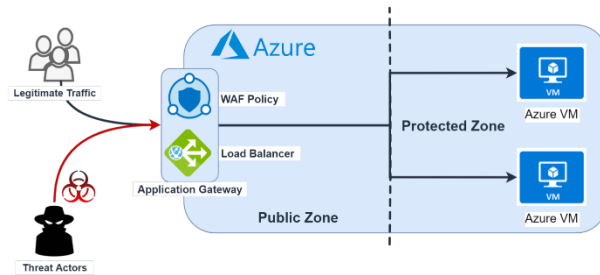 Azure
Legitimate Traffic
WAF Policy
VM
Azure VM
Load Balancer
Protected Zone
Application Gateway
VM
Public Zone
Azure VM
Threat Actors